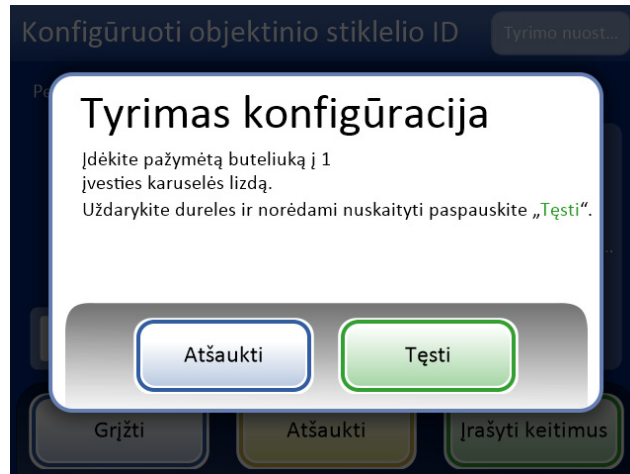 Konfigūruoti objektinio stiklelio ID
Tyrimo nuost...
Pe
Tyrimas konfigūracija
Įdėkite pažymėtą buteliuką į 1
įvesties karuselės lizdą.
Uždarykite dureles ir norėdami nuskaityti paspauskite „Tęsti“.
Atšaukti
Tęsti
Grįžti
Atšaukti
Įrašyti keitimus